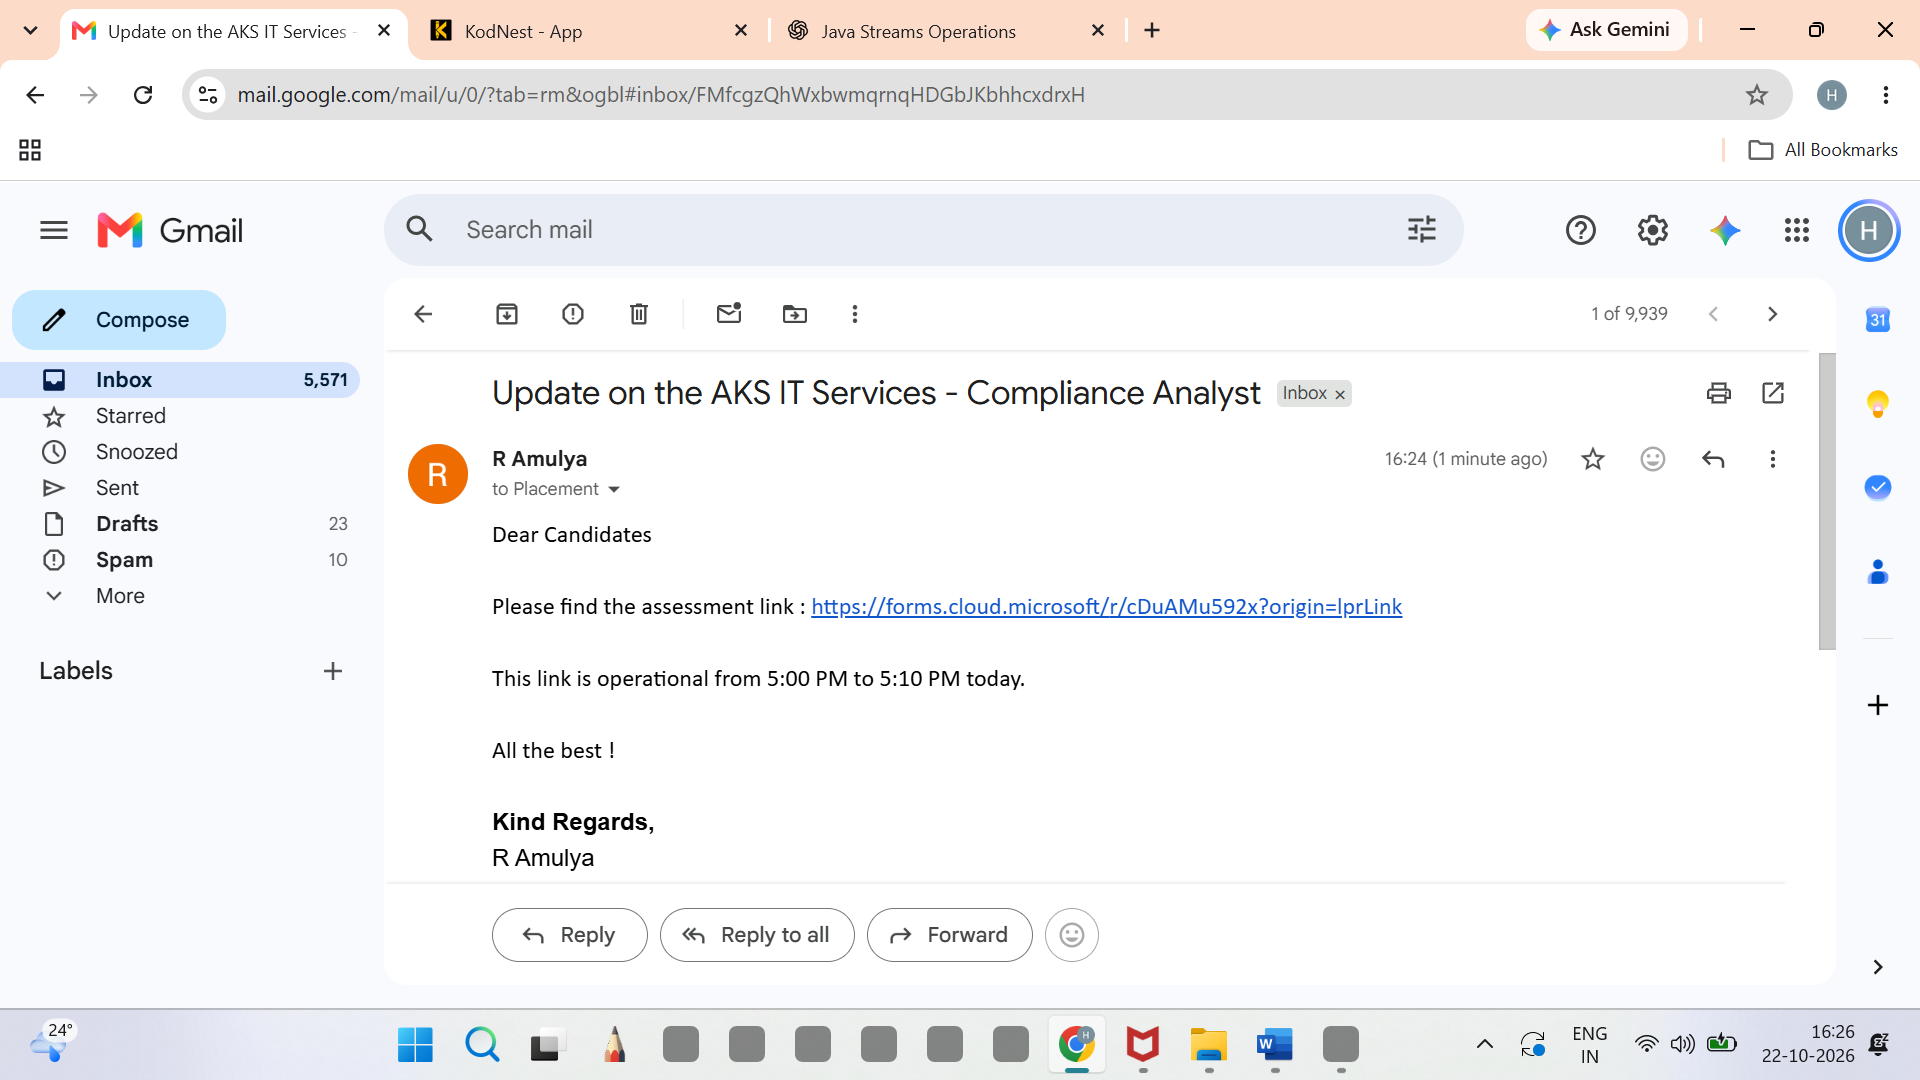 Update on the AKS IT Services -
KodNest - App
Java Streams Operations
Ask Gemini
mail.google.com/mail/u/0/?tab=rm&ogbl#inbox/FMfcgzQhWxbwmqrnqHDGbJKbhhcxdrxH
H
All Bookmarks
Gmail
Search mail
H
Compose
1 of 9,939
31
Inbox 5,571
Starred
Snoozed
Sent
Drafts 23
Spam 10
More
Labels
Update on the AKS IT Services - Compliance Analyst Inbox ×
R
R Amulya 16:24 (1 minute ago)
to Placement
Dear Candidates
Please find the assessment link : https://forms.cloud.microsoft/r/cDuAMu592x?origin=lprLink
This link is operational from 5:00 PM to 5:10 PM today.
All the best !
Kind Regards,
R Amulya
Reply
Reply to all
Forward
24°
H
W
ENG
IN
16:26
22-10-2026